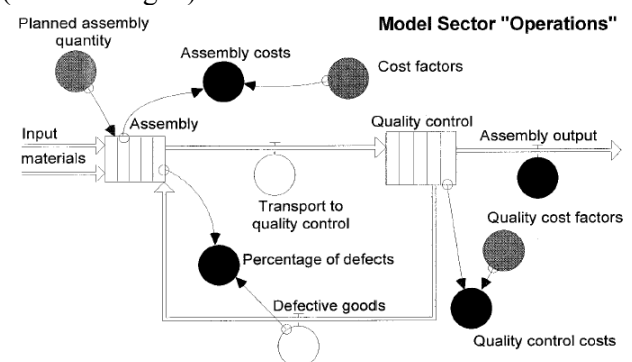 Planned assembly
quantity
Model Sector "Operations"
Assembly costs
Cost factors
Input
materials
Assembly
Quality control
Assembly output
Transport to
quality control
Quality cost factors
Percentage of defects
Defective goods
Quality control costs